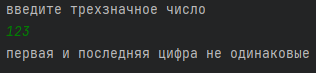 введите трехзначное число
123
первая и последняя цифра не одинаковые